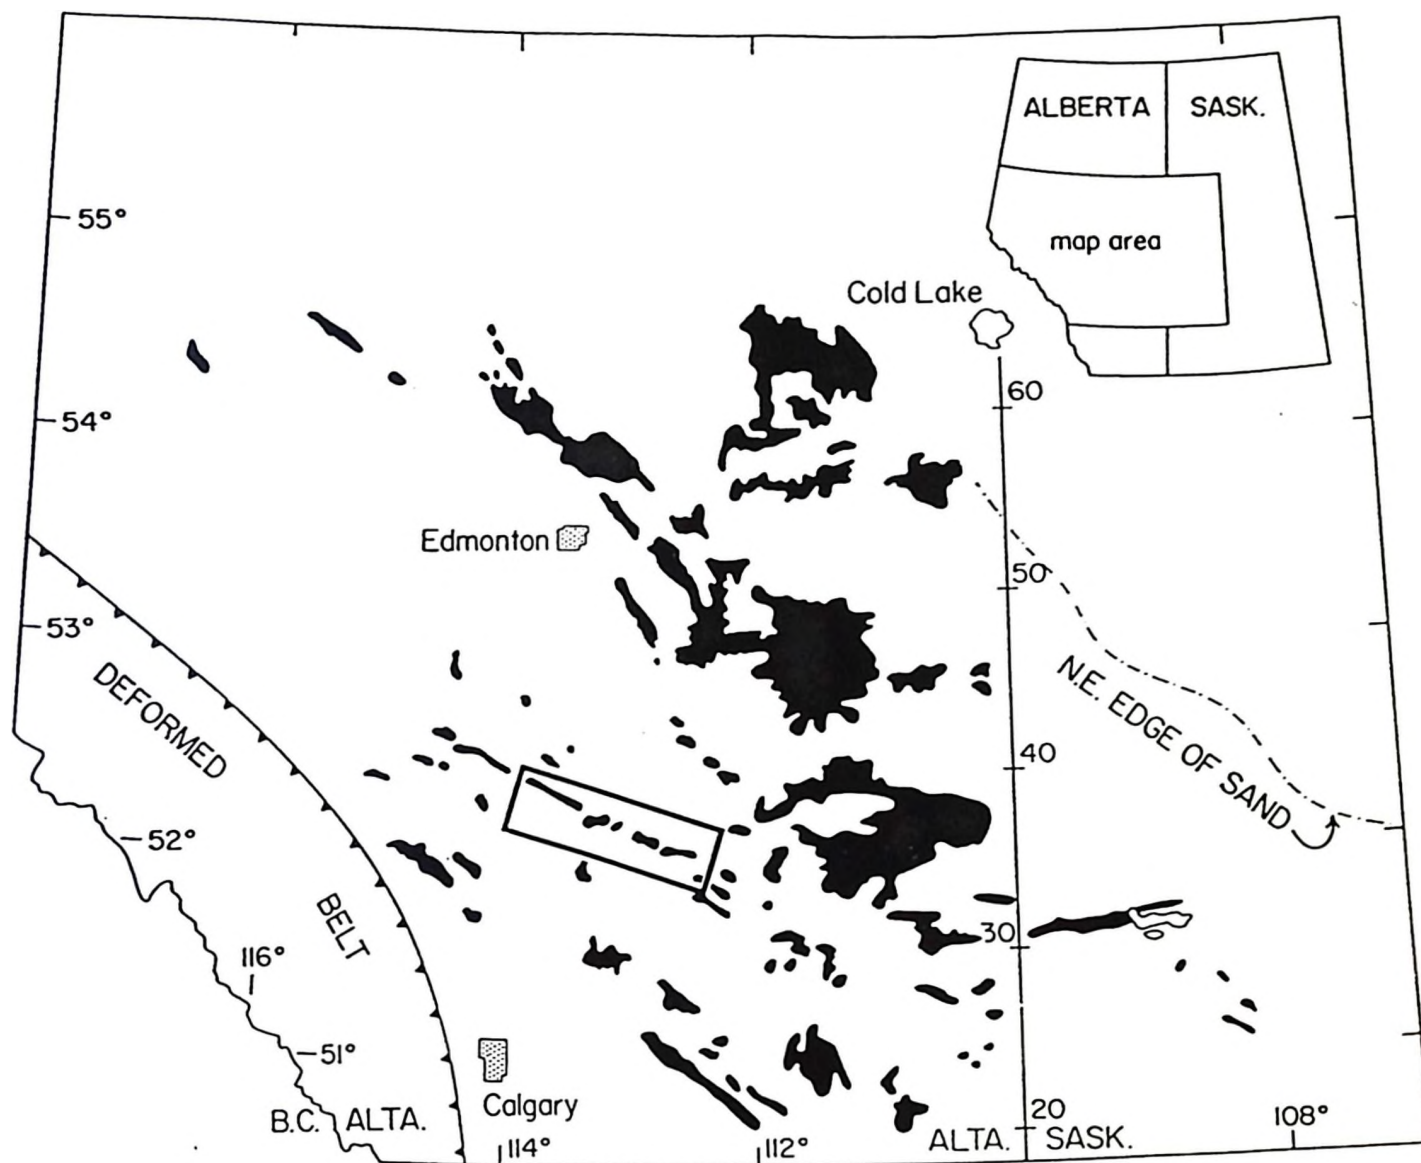 ALBERTA
SASK.
55°
map area
Cold Lake
60
54°
Edmonton
50
53°
DEFORMED
BELT
N.E. EDGE OF SAND
40
52°
30
116°
51°
Calgary
B.C.
ALTA.
20
108°
ALTA.
SASK.
114°
112°